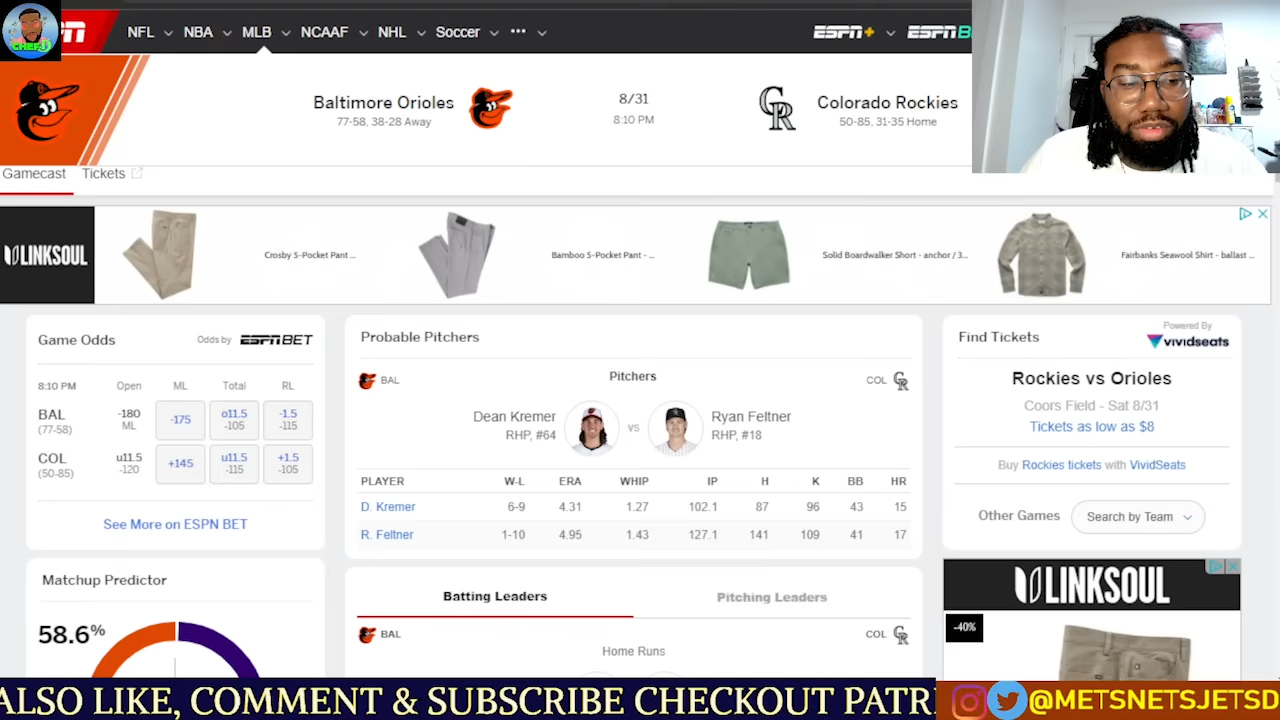 CHEF J
NFL NBA MLB NCAAF NHL Soccer ••• ESPN+ ESPN B
Baltimore Orioles
77-58, 38-28 Away
8/31
8:10 PM
Colorado Rockies
50-85, 31-35 Home
Gamecast Tickets
LINKSOUL
Crosby 5-Pocket Pant ...
Bamboo 5-Pocket Pant - ...
Solid Boardwalker Short - anchor / 3...
Fairbanks Seawool Shirt - ballast ...
Game Odds Odds by ESPN BET
8:10 PM Open ML Total RL
BAL (77-58) -180 ML -175 o11.5 -105 -1.5 -115
COL (50-85) u11.5 -120 +145 u11.5 -115 +1.5 -105
See More on ESPN BET
Probable Pitchers
BAL Pitchers COL
Dean Kremer vs Ryan Feltner
RHP, #64 RHP, #18
PLAYER W-L ERA WHIP IP H K BB HR
D. Kremer 6-9 4.31 1.27 102.1 87 96 43 15
R. Feltner 1-10 4.95 1.43 127.1 141 109 41 17
Find Tickets Powered By vividseats
Rockies vs Orioles
Coors Field - Sat 8/31
Tickets as low as $8
Buy Rockies tickets with VividSeats
Other Games Search by Team
Matchup Predictor
58.6%
Batting Leaders Pitching Leaders
BAL COL
Home Runs
LINKSOUL
-40%
ALSO LIKE, COMMENT & SUBSCRIBE CHECKOUT PATR
@METSNETSJETSD